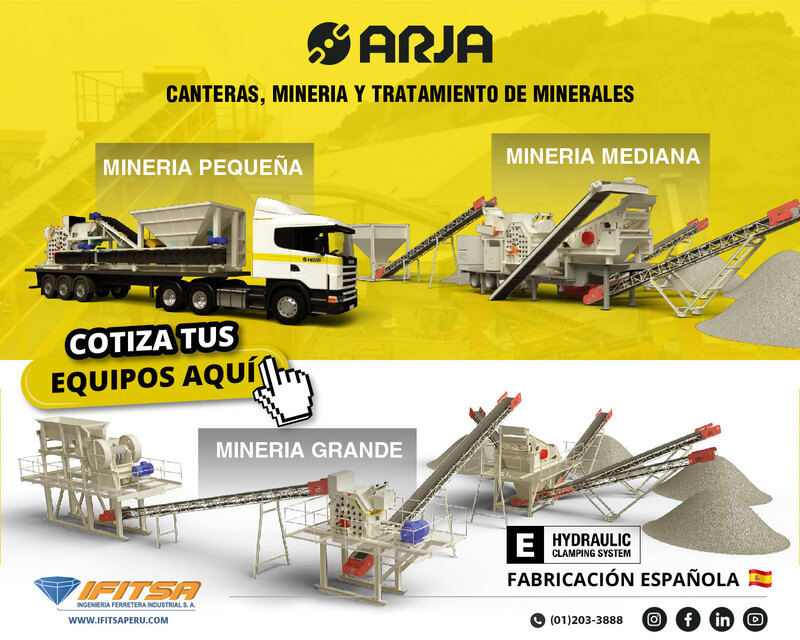 ARJA
CANTERAS, MINERIA Y TRATAMIENTO DE MINERALES
MINERIA PEQUEÑA
MINERIA MEDIANA
ARJA
COTIZA TUS
EQUIPOS AQUÍ
MINERIA GRANDE
E HYDRAULIC
CLAMPING SYSTEM
FABRICACIÓN ESPAÑOLA
IFITSA
INGENIERIA FERRETERA INDUSTRIAL S. A.
WWW.IFITSAPERU.COM
(01)203-3888